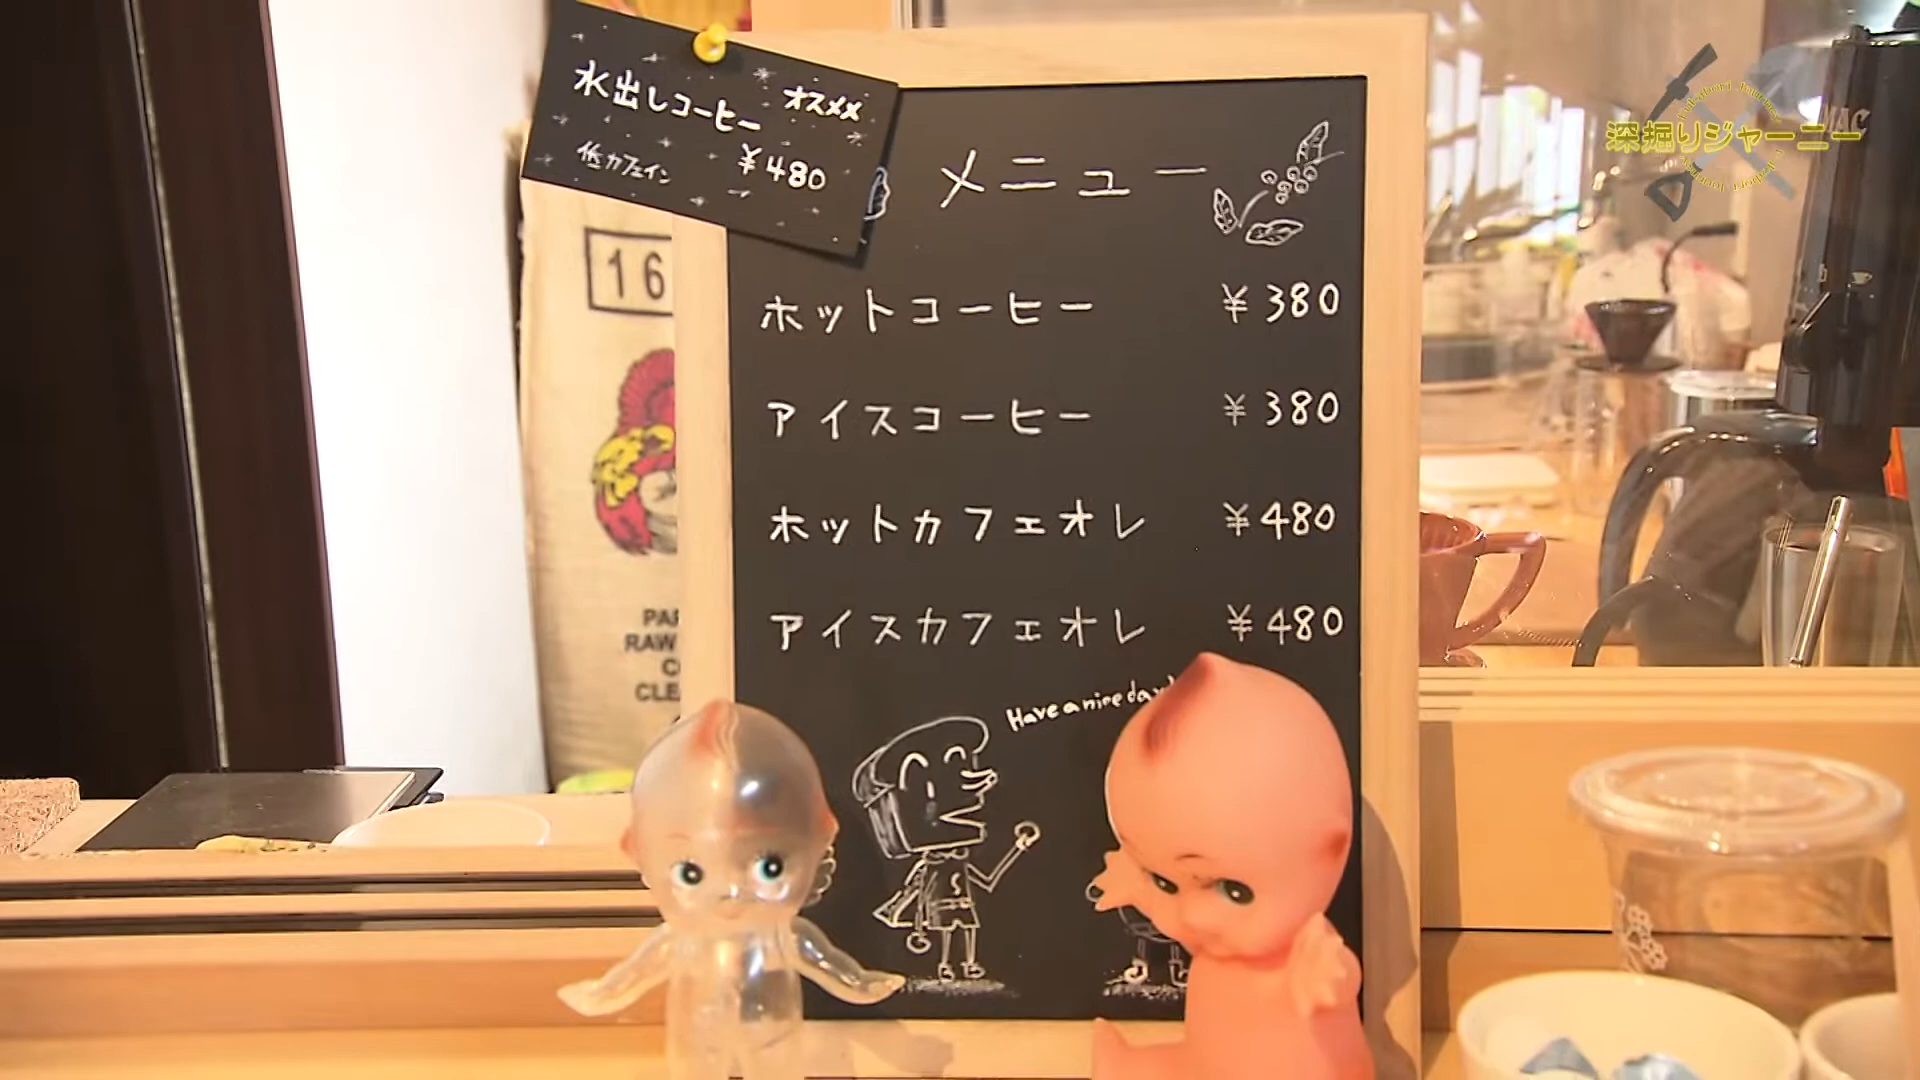 水出しコーヒー オススメ
低カフェイン ¥480
メニュー
ホットコーヒー ¥380
アイスコーヒー ¥380
ホットカフェオレ ¥480
アイスカフェオレ ¥480
Have a nice day
S
16
RAW
深掘りジャーニー